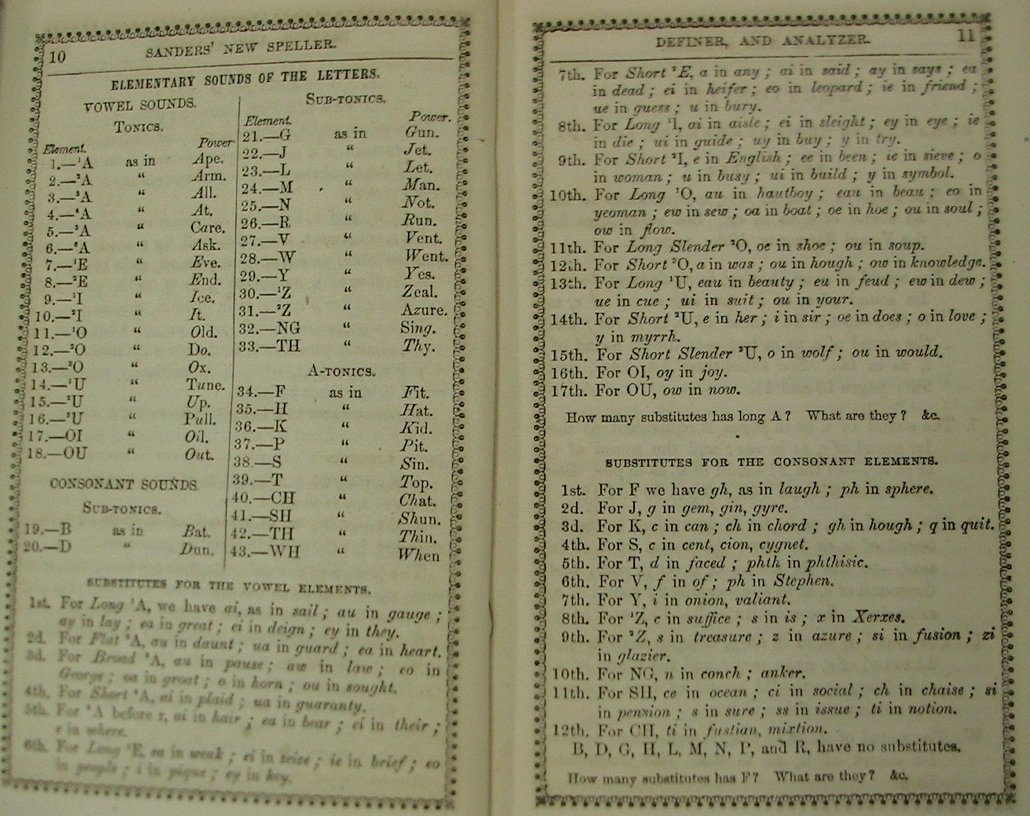 10 SANDERS' NEW SPELLER.
ELEMENTARY SOUNDS OF THE LETTERS.
VOWEL SOUNDS.
TONICS.
Element. Power
1.—¹A as in Ape.
2.—²A “ Arm.
3.—³A “ All.
4.—⁴A “ At.
5.—⁵A “ Care.
6.—⁶A “ Ask.
7.—¹E “ Eve.
8.—²E “ End.
9.—¹I “ Ice.
10.—²I “ It.
11.—¹O “ Old.
12.—²O “ Do.
13.—³O “ Ox.
14.—¹U “ Tune.
15.—²U “ Up.
16.—³U “ Pull.
17.—OI “ Oil.
18.—OU “ Out.
CONSONANT SOUNDS.
SUB-TONICS.
19.—B as in Bat.
20.—D “ Dun.
SUB-TONICS.
Element. Power.
21.—G as in Gun.
22.—J “ Jet.
23.—L “ Let.
24.—M “ Man.
25.—N “ Not.
26.—R “ Run.
27.—V “ Vent.
28.—W “ Went.
29.—Y “ Yes.
30.—¹Z “ Zeal.
31.—²Z “ Azure.
32.—NG “ Sing.
33.—TH “ Thy.
A-TONICS.
34.—F as in Fit.
35.—H “ Hat.
36.—K “ Kid.
37.—P “ Pit.
38.—S “ Sin.
39.—T “ Top.
40.—CH “ Chat.
41.—SH “ Shun.
42.—TH “ Thin.
43.—WH “ When
SUBSTITUTES FOR THE VOWEL ELEMENTS.
1st. For Long ¹A, we have ai, as in sail ; au in gauge ;
ay in lay ; ea in great ; ei in deign ; ey in they.
2d. For Flat ²A, au in daunt ; ua in guard ; ea in heart.
3d. For Broad ³A, au in pause ; aw in law ; eo in
George ; oa in groat ; o in horn ; ou in sought.
4th. For Short ⁴A, ai in plaid ; ua in guaranty.
5th. For ⁵A before r, ai in hair ; ea in bear ; ei in their ;
e in where.
6th. For Long ¹E, ea in weak ; ei in seize ; ie in brief ; eo
in people ; i in pique ; ey in key.
DEFINER, AND ANALYZER. 11
7th. For Short ²E, a in any ; ai in said ; ay in says ; ea
in dead ; ei in heifer ; eo in leopard ; ie in friend ;
ue in guess ; u in bury.
8th. For Long ¹I, ai in aisle ; ei in sleight ; ey in eye ; ie
in die ; ui in guide ; uy in buy ; y in try.
9th. For Short ²I, e in English ; ee in been ; ie in sieve ; o
in woman ; u in busy ; ui in build ; y in symbol.
10th. For Long ¹O, au in hautboy ; eau in beau ; eo in
yeoman ; ew in sew ; oa in boat ; oe in hoe ; ou in soul ;
ow in flow.
11th. For Long Slender ²O, oe in shoe ; ou in soup.
12th. For Short ³O, a in was ; ou in hough ; ow in knowledge.
13th. For Long ¹U, eau in beauty ; eu in feud ; ew in dew ;
ue in cue ; ui in suit ; ou in your.
14th. For Short ²U, e in her ; i in sir ; oe in does ; o in love ;
y in myrrh.
15th. For Short Slender ³U, o in wolf ; ou in would.
16th. For OI, oy in joy.
17th. For OU, ow in now.
How many substitutes has long A ? What are they ? &c.
SUBSTITUTES FOR THE CONSONANT ELEMENTS.
1st. For F we have gh, as in laugh ; ph in sphere.
2d. For J, g in gem, gin, gyre.
3d. For K, c in can ; ch in chord ; gh in hough ; q in quit.
4th. For S, c in cent, cion, cygnet.
5th. For T, d in faced ; phth in phthisic.
6th. For V, f in of ; ph in Stephen.
7th. For Y, i in onion, valiant.
8th. For ¹Z, c in suffice ; s in is ; x in Xerxes.
9th. For ²Z, s in treasure ; z in azure ; si in fusion ; zi
in glazier.
10th. For NG, n in conch ; anker.
11th. For SH, ce in ocean ; ci in social ; ch in chaise ; si
in pension ; s in sure ; ss in issue ; ti in notion.
12th. For CH, ti in fustian, mixtion.
B, D, G, H, L, M, N, P, and R, have no substitutes.
How many substitutes has F? What are they? &c.